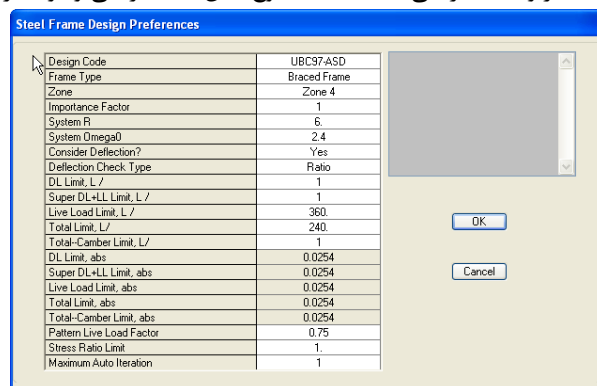 Steel Frame Design Preferences
Design Code UBC97-ASD
Frame Type Braced Frame
Zone Zone 4
Importance Factor 1
System R 6.
System Omega0 2.4
Consider Deflection? Yes
Deflection Check Type Ratio
DL Limit, L / 1
Super DL+LL Limit, L / 1
Live Load Limit, L / 360.
Total Limit, L/ 240.
Total--Camber Limit, L/ 1
DL Limit, abs 0.0254
Super DL+LL Limit, abs 0.0254
Live Load Limit, abs 0.0254
Total Limit, abs 0.0254
Total--Camber Limit, abs 0.0254
Pattern Live Load Factor 0.75
Stress Ratio Limit 1.
Maximum Auto Iteration 1
OK
Cancel